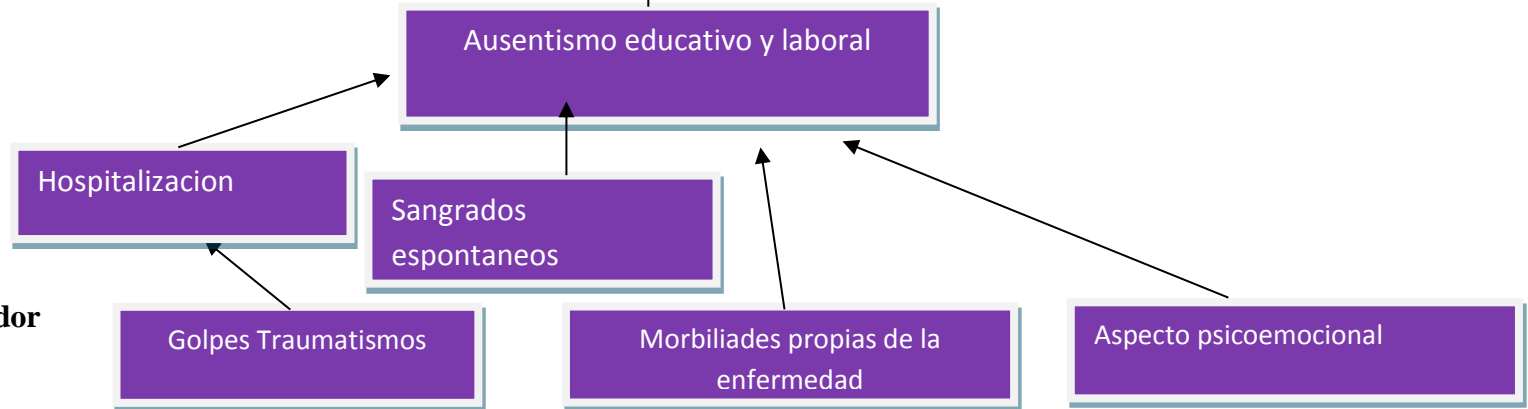 Ausentismo educativo y laboral
Hospitalizacion
Sangrados
espontaneos
dor
Golpes Traumatismos
Morbiliades propias de la
enfermedad
Aspecto psicoemocional